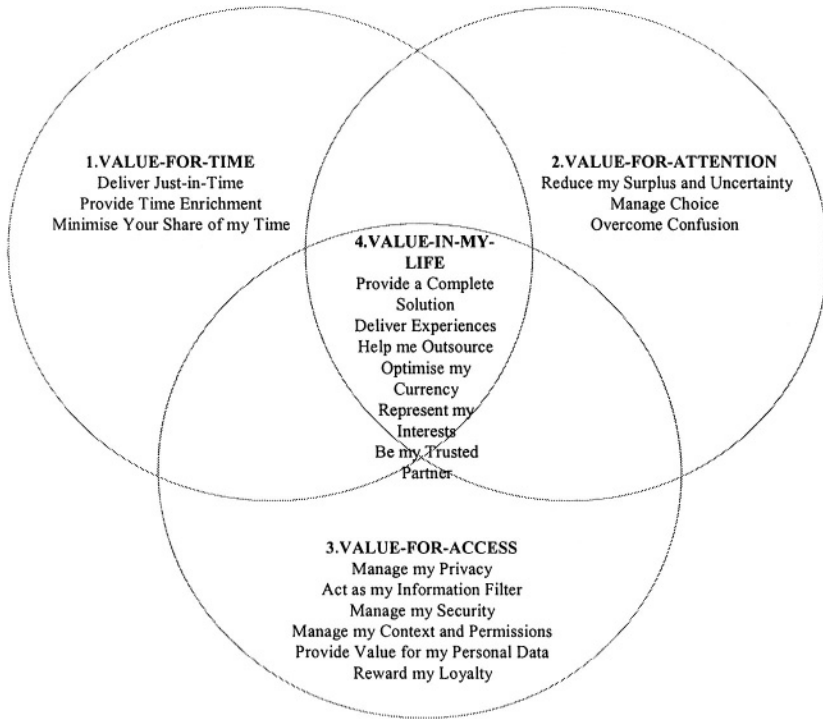 1.VALUE-FOR-TIME
Deliver Just-in-Time
Provide Time Enrichment
Minimise Your Share of my Time
2.VALUE-FOR-ATTENTION
Reduce my Surplus and Uncertainty
Manage Choice
Overcome Confusion
4.VALUE-IN-MY-
LIFE
Provide a Complete
Solution
Deliver Experiences
Help me Outsource
Optimise my
Currency
Represent my
Interests
Be my Trusted
Partner
3.VALUE-FOR-ACCESS
Manage my Privacy
Act as my Information Filter
Manage my Security
Manage my Context and Permissions
Provide Value for my Personal Data
Reward my Loyalty